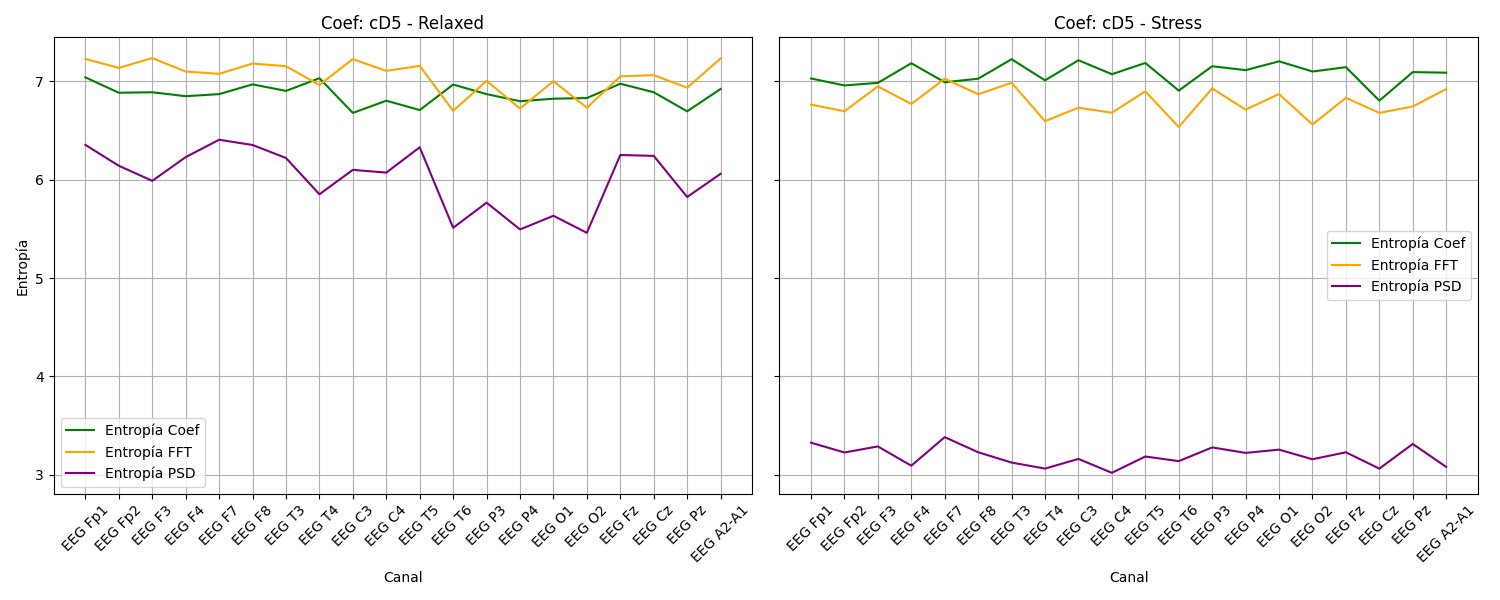 Coef: cD5 - Relaxed
Entropía
7
6
5
4
3
Entropía Coef
Entropía FFT
Entropía PSD
EEG Fp1
EEG Fp2
EEG F3
EEG F4
EEG F7
EEG F8
EEG T3
EEG T4
EEG C3
EEG C4
EEG T5
EEG T6
EEG P3
EEG P4
EEG O1
EEG O2
EEG Fz
EEG Cz
EEG Pz
EEG A2-A1
Canal
Coef: cD5 - Stress
Entropía Coef
Entropía FFT
Entropía PSD
EEG Fp1
EEG Fp2
EEG F3
EEG F4
EEG F7
EEG F8
EEG T3
EEG T4
EEG C3
EEG C4
EEG T5
EEG T6
EEG P3
EEG P4
EEG O1
EEG O2
EEG Fz
EEG Cz
EEG Pz
EEG A2-A1
Canal